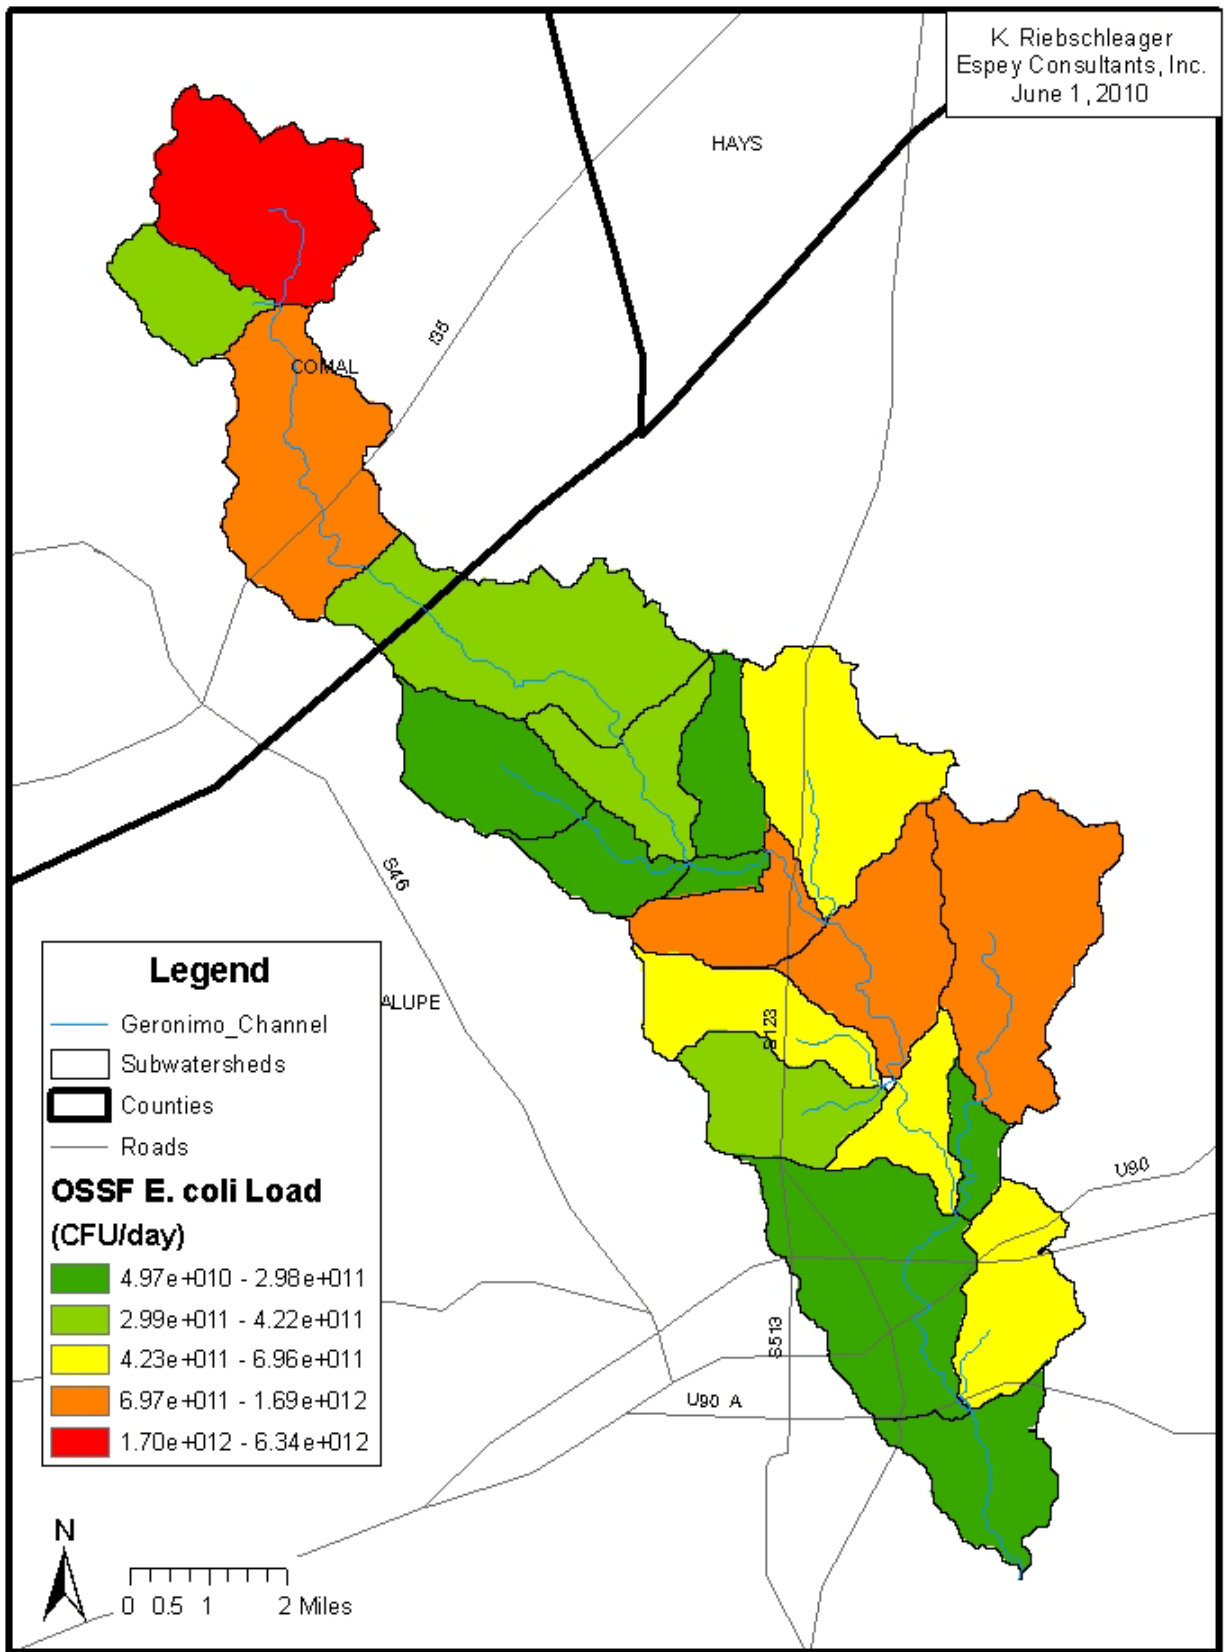 K. Riebschleager
Espey Consultants, Inc.
June 1, 2010
HAYS
I35
COMAL
S46
ALUPE
S123
U90
S513
U90 A
Legend
Geronimo_Channel
Subwatersheds
Counties
Roads
OSSF E. coli Load
(CFU/day)
4.97e+010 - 2.98e+011
2.99e+011 - 4.22e+011
4.23e+011 - 6.96e+011
6.97e+011 - 1.69e+012
1.70e+012 - 6.34e+012
N
0 0.5 1 2 Miles